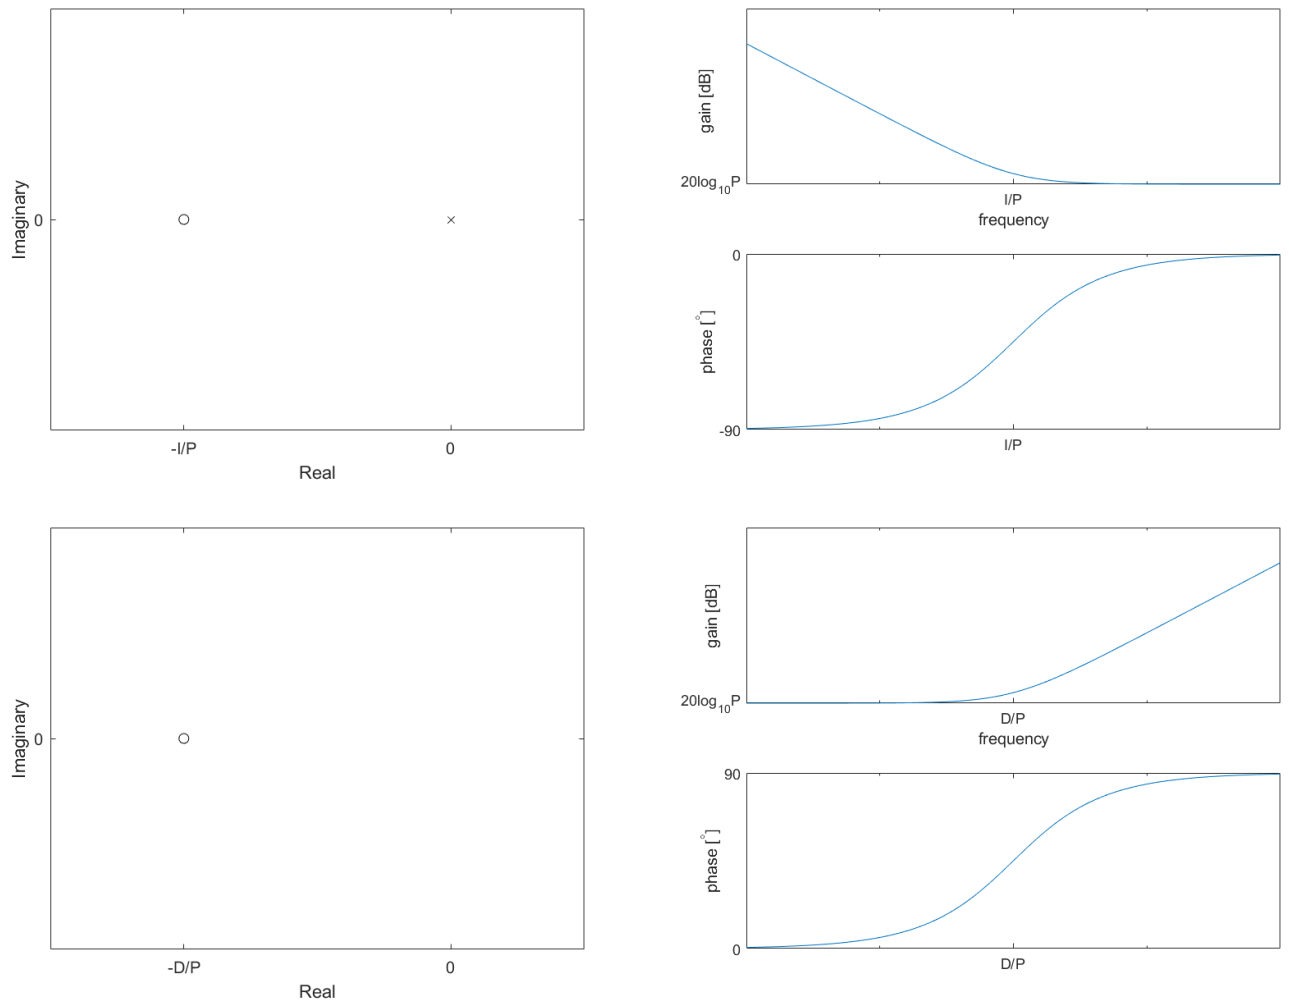 Imaginary
0
-I/P
0
Real
gain [dB]
20log10P
I/P
frequency
0
phase [°]
-90
I/P
Imaginary
0
-D/P
0
Real
gain [dB]
20log10P
D/P
frequency
90
phase [°]
0
D/P